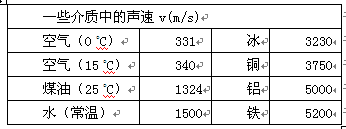 一些介质中的声速 v(m/s)
空气（0 ℃） 331 冰 3230
空气（15 ℃） 340 铜 3750
煤油（25 ℃） 1324 铝 5000
水（常温） 1500 铁 5200